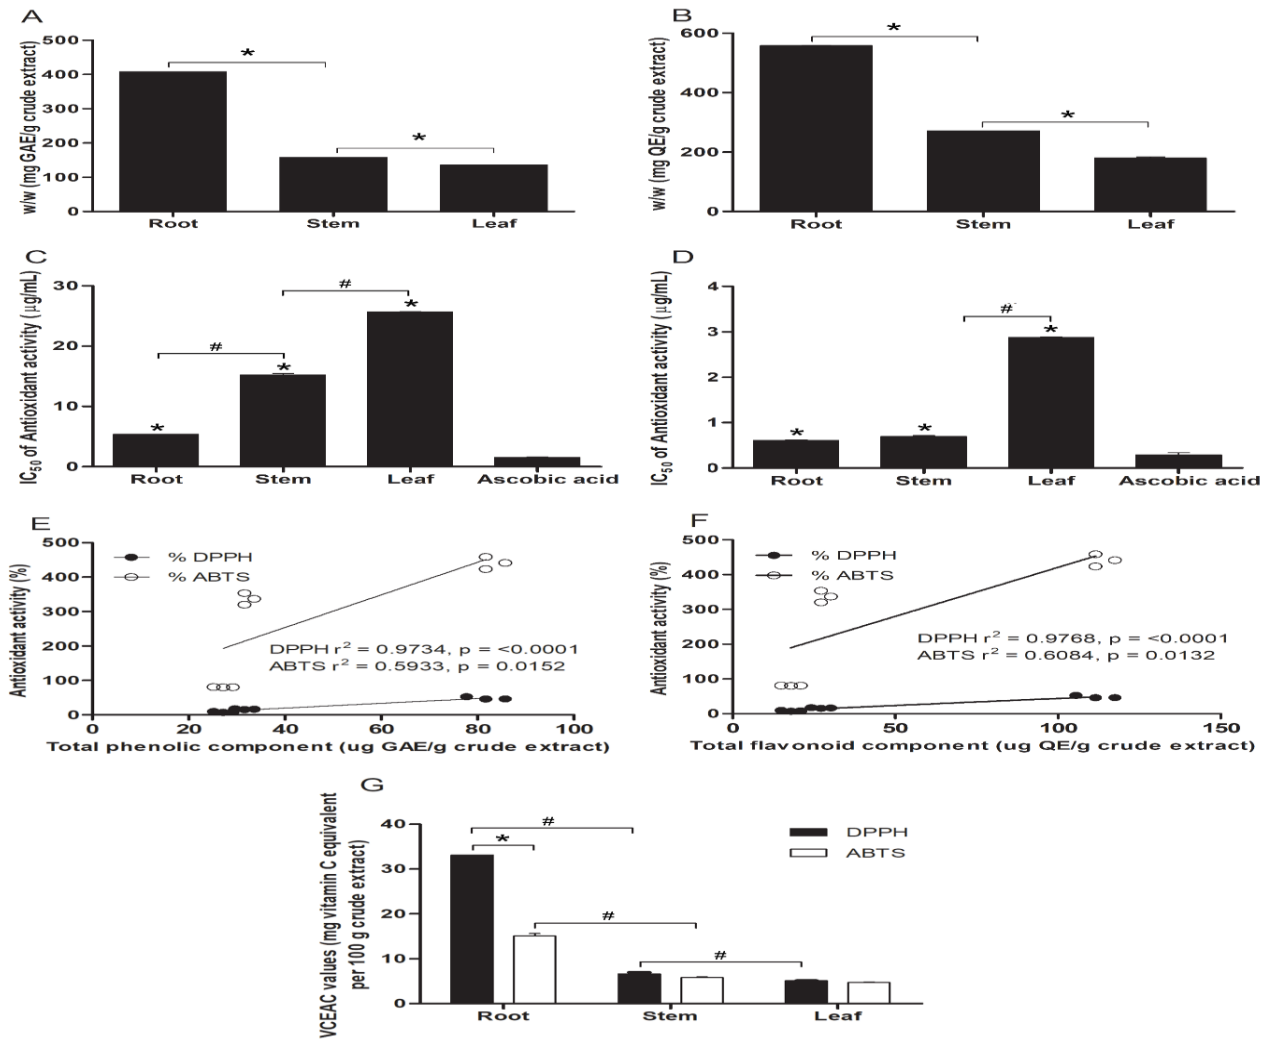 A
w/w (mg GAE/g crude extract)
500
400
300
200
100
0
*
*
Root Stem Leaf
B
w/w (mg QE/g crude extract)
600
400
200
0
*
*
Root Stem Leaf
C
IC50 of Antioxidant activity (µg/mL)
30
20
10
0
#
#
*
*
*
Root Stem Leaf Ascobic acid
D
IC50 of Antioxidant activity (µg/mL)
4
3
2
1
0
#
*
*
*
Root Stem Leaf Ascobic acid
E
Antioxidant activity (%)
500
400
300
200
100
0
% DPPH
% ABTS
DPPH r2 = 0.9734, p = <0.0001
ABTS r2 = 0.5933, p = 0.0152
0 20 40 60 80 100
Total phenolic component (ug GAE/g crude extract)
F
Antioxidant activity (%)
500
400
300
200
100
0
% DPPH
% ABTS
DPPH r2 = 0.9768, p = <0.0001
ABTS r2 = 0.6084, p = 0.0132
0 50 100 150
Total flavonoid component (ug QE/g crude extract)
G
VCEAC values (mg vitamin C equivalent
per 100 g crude extract)
40
30
20
10
0
#
*
#
#
DPPH
ABTS
Root Stem Leaf